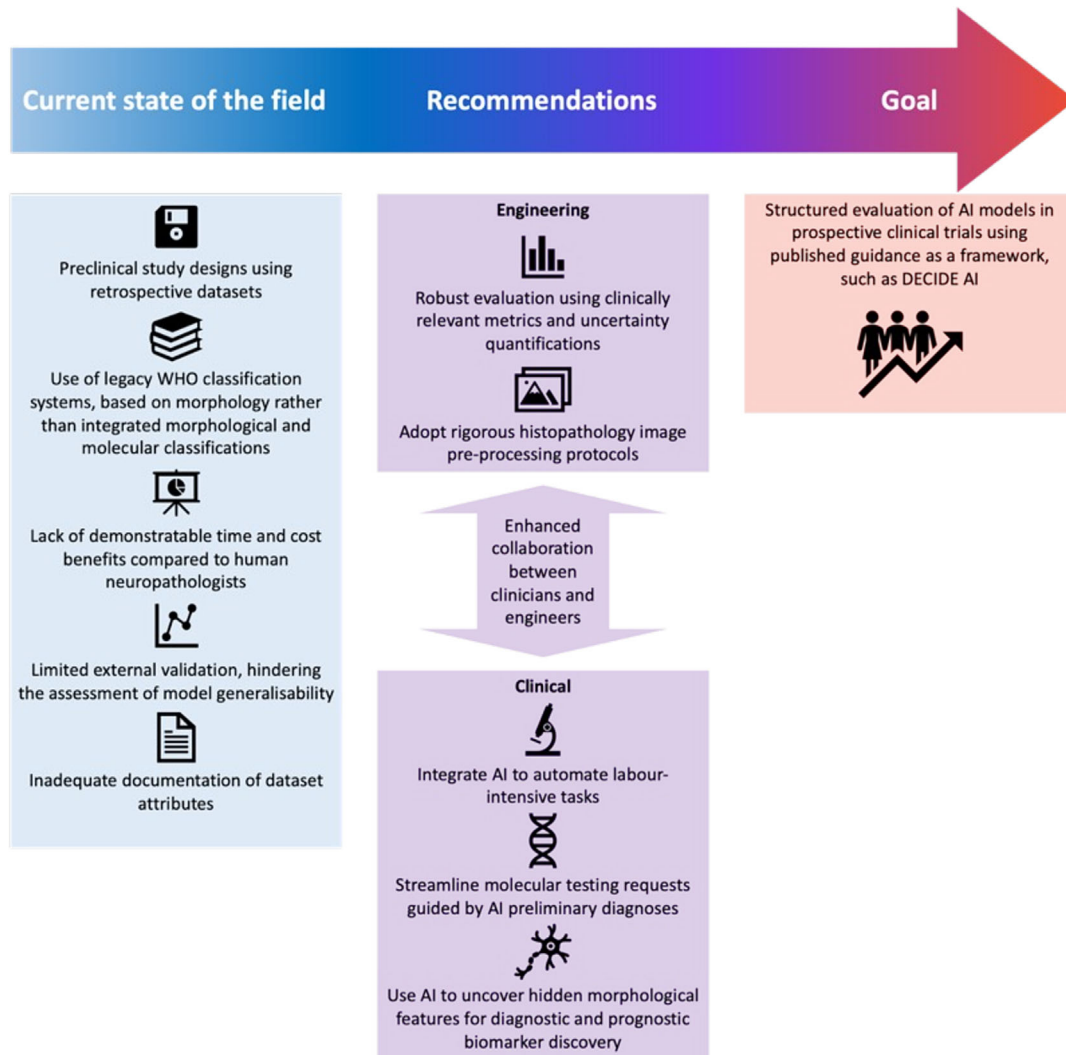 Current state of the field
Recommendations
Goal
Preclinical study designs using
retrospective datasets
Use of legacy WHO classification
systems, based on morphology rather
than integrated morphological and
molecular classifications
Lack of demonstratable time and cost
benefits compared to human
neuropathologists
Limited external validation, hindering
the assessment of model generalisability
Inadequate documentation of dataset
attributes
Engineering
Robust evaluation using clinically
relevant metrics and uncertainty
quantifications
Adopt rigorous histopathology image
pre-processing protocols
Enhanced
collaboration
between
clinicians and
engineers
Clinical
Integrate AI to automate labour-
intensive tasks
Streamline molecular testing requests
guided by AI preliminary diagnoses
Use AI to uncover hidden morphological
features for diagnostic and prognostic
biomarker discovery
Structured evaluation of AI models in
prospective clinical trials using
published guidance as a framework,
such as DECIDE AI